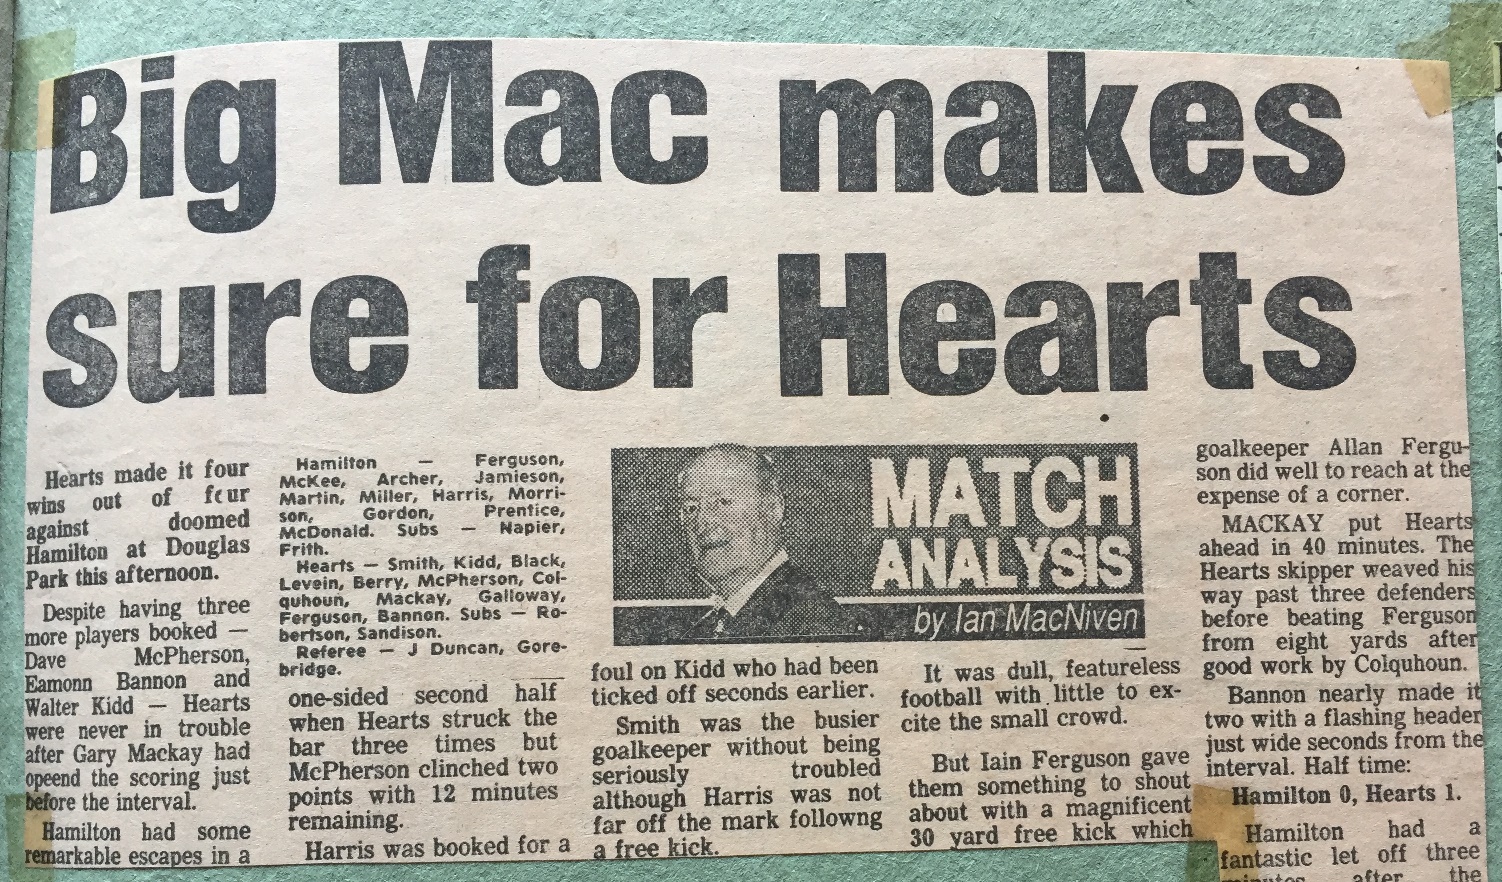 Big Mac makes
sure for Hearts
Hearts made it four
wins out of four
against doomed
Hamilton at Douglas
Park this afternoon.
Despite having three
more players booked —
Dave McPherson,
Eamonn Bannon and
Walter Kidd — Hearts
were never in trouble
after Gary Mackay had
opeend the scoring just
before the interval.
Hamilton had some
remarkable escapes in a
Hamilton — Ferguson,
McKee, Archer, Jamieson,
Martin, Miller, Harris, Morri-
son, Gordon, Prentice,
McDonald. Subs — Napier,
Frith.
Hearts — Smith, Kidd, Black,
Levein, Berry, McPherson, Col-
quhoun, Mackay, Galloway,
Ferguson, Bannon. Subs — Ro-
bertson, Sandison.
Referee — J Duncan, Gore-
bridge.
one-sided second half
when Hearts struck the
bar three times but
McPherson clinched two
points with 12 minutes
remaining.
Harris was booked for a
MATCH
ANALYSIS
by Ian MacNiven
foul on Kidd who had been
ticked off seconds earlier.
Smith was the busier
goalkeeper without being
seriously troubled
although Harris was not
far off the mark followng
a free kick.
It was dull, featureless
football with little to ex-
cite the small crowd.
But Iain Ferguson gave
them something to shout
about with a magnificent
30 yard free kick which
goalkeeper Allan Fergu-
son did well to reach at the
expense of a corner.
MACKAY put Hearts
ahead in 40 minutes. The
Hearts skipper weaved his
way past three defenders
before beating Ferguson
from eight yards after
good work by Colquhoun.
Bannon nearly made it
two with a flashing header
just wide seconds from the
interval. Half time:
Hamilton 0, Hearts 1.
Hamilton had a
fantastic let off three
minutes after the